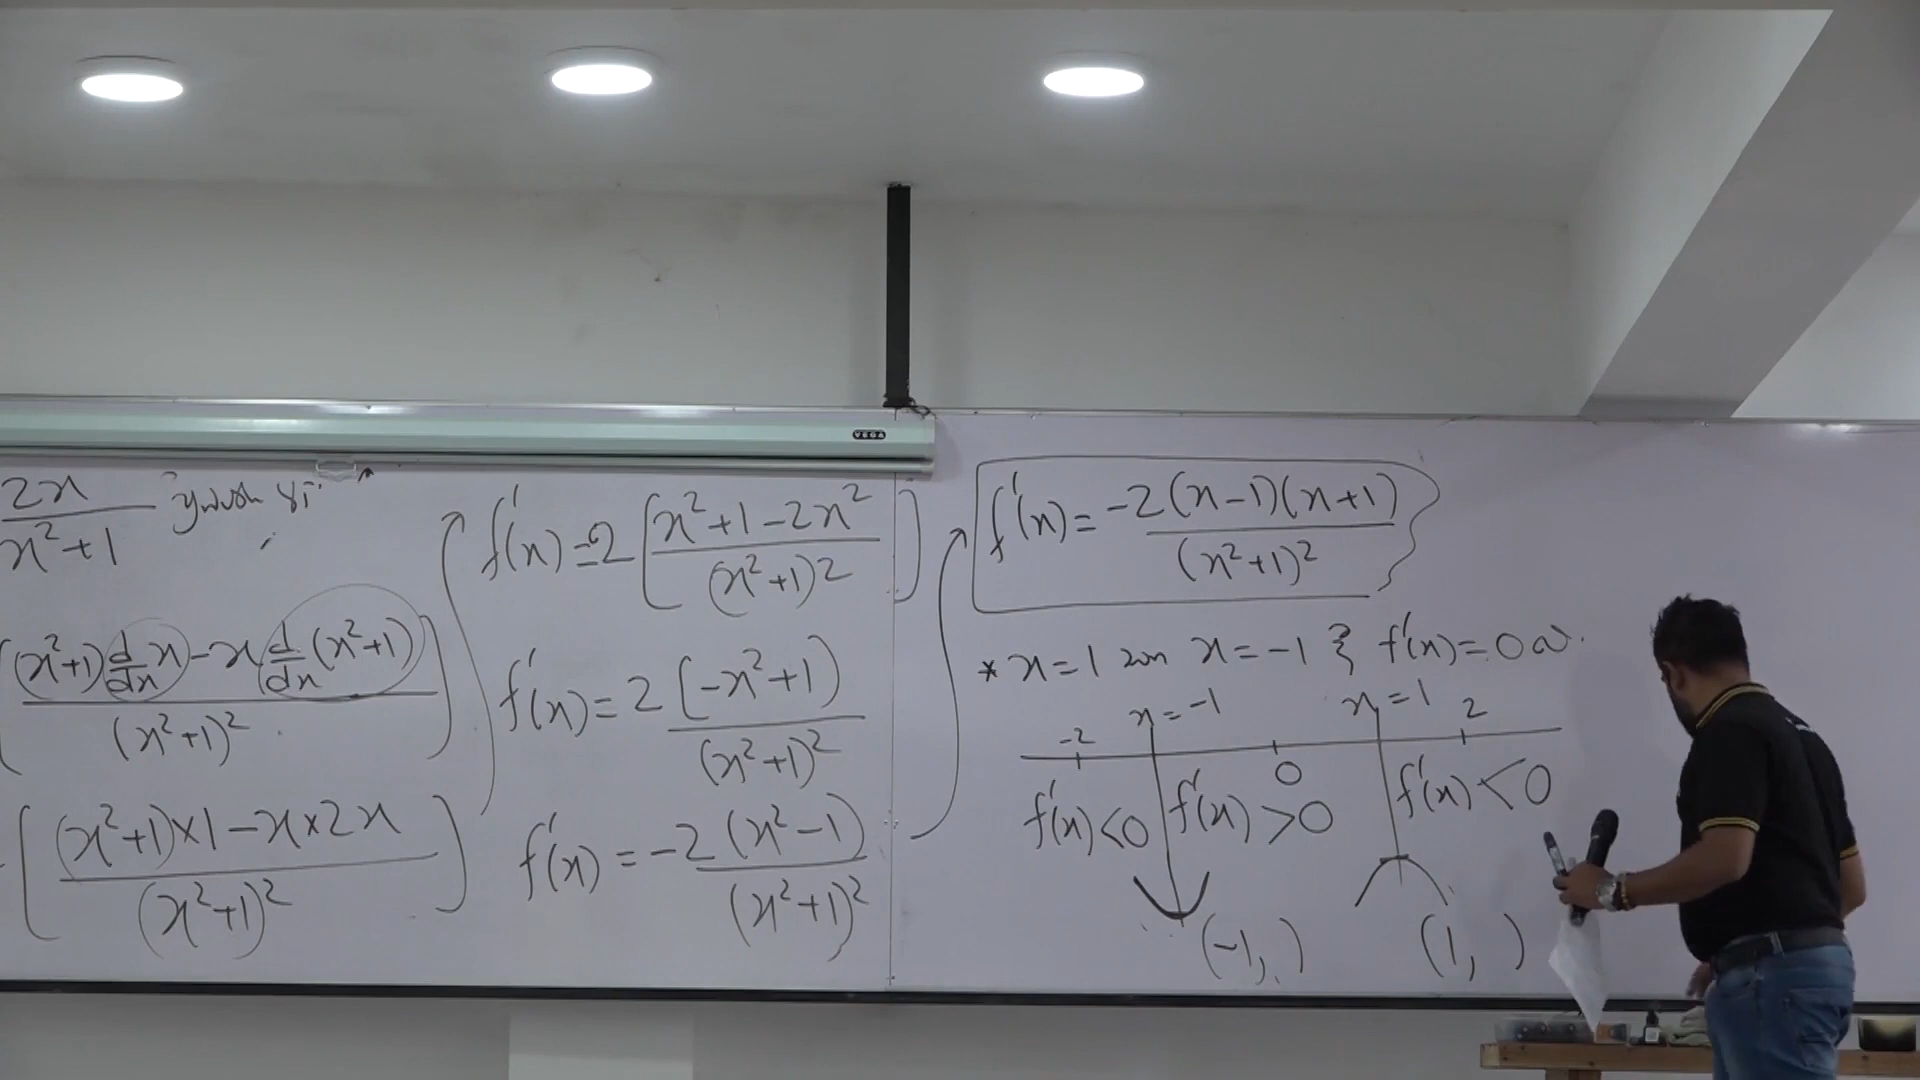 VEGA
2x
x²+1
(x²+1) d/dx x - x d/dx (x²+1)
(x²+1)²
[(x²+1)×1 - x×2x]
(x²+1)²
f'(x) = 2 [x²+1-2x²]
(x²+1)²
f'(x) = 2 (-x²+1)
(x²+1)²
f'(x) = -2 (x²-1)
(x²+1)²
f'(x) = -2(x-1)(x+1)
(x²+1)²
* x=1 x=-1 f'(x)=0
x=-1 x=1
-2 0 2
f'(x)<0 f'(x)>0 f'(x)<0
(-1, ) (1, )